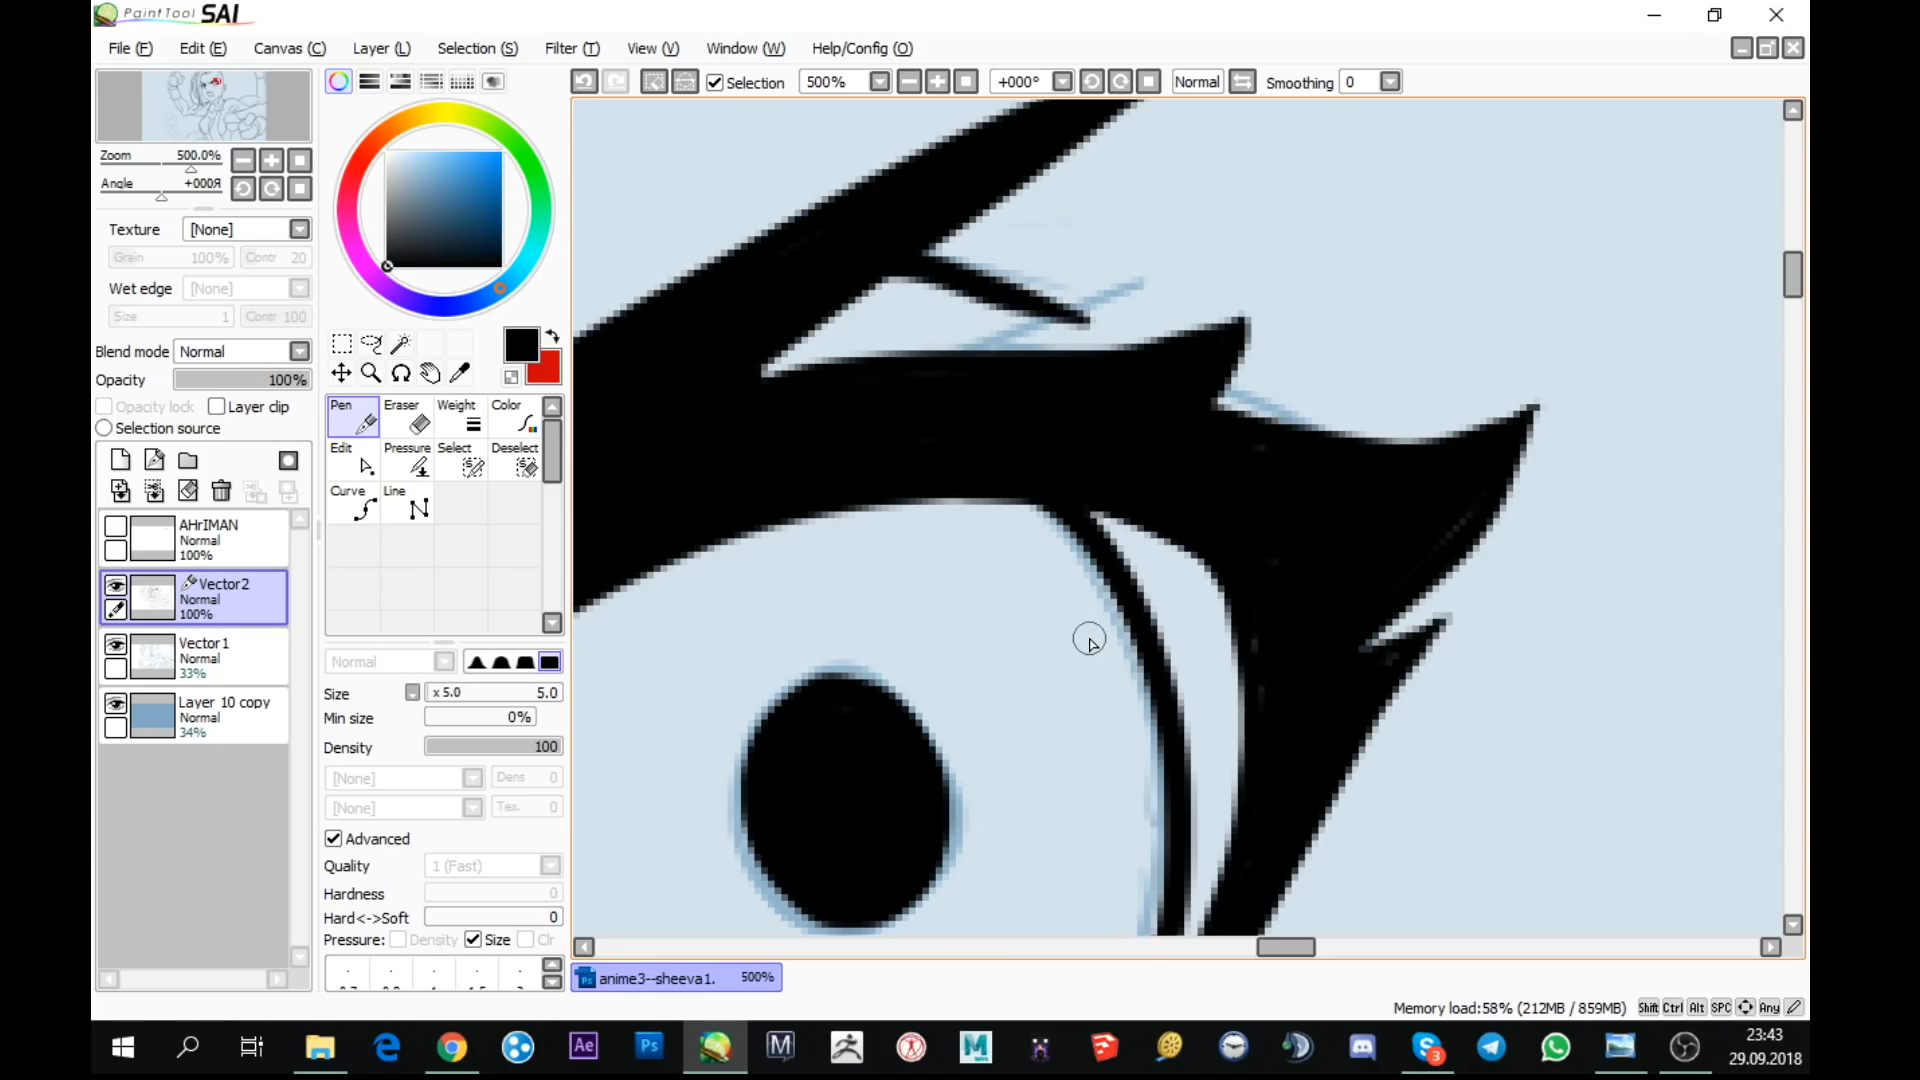 PaintTool SAI
File (F) Edit (E) Canvas (C) Layer (L) Selection (S) Filter (T) View (V) Window (W) Help/Config (O)
Selection 500% +000° Normal Smoothing 0
Zoom 500.0%
Angle +000Я
Texture [None]
Grain 100% Contr 20
Wet edge [None]
Size 1 Contr 100
Blend mode Normal
Opacity 100%
Opacity lock Layer clip
Selection source
AHrIMAN
Normal
100%
Vector2
Normal
100%
Vector1
Normal
33%
Layer 10 copy
Normal
34%
Pen Eraser Weight Color
Edit Pressure Select Deselect
Curve Line
Normal
Size x 5.0 5.0
Min size 0%
Density 100
[None] Dens 0
[None] Tex. 0
Advanced
Quality 1 (Fast)
Hardness 0
Hard<->Soft 0
Pressure: Density Size Clr
Ps anime3--sheeva1. 500%
Memory load:58% (212MB / 859MB) Shift Ctrl Alt SPC Any
Ae Ps M M 3
23:43
29.09.2018